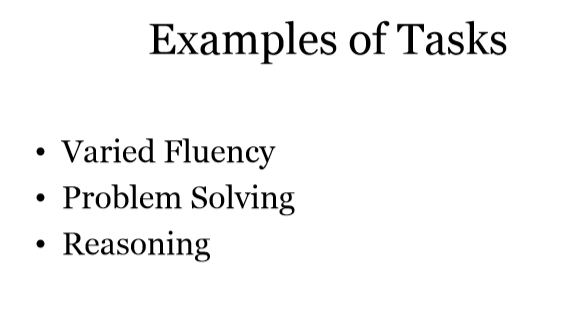 Examples of Tasks
• Varied Fluency
• Problem Solving
• Reasoning